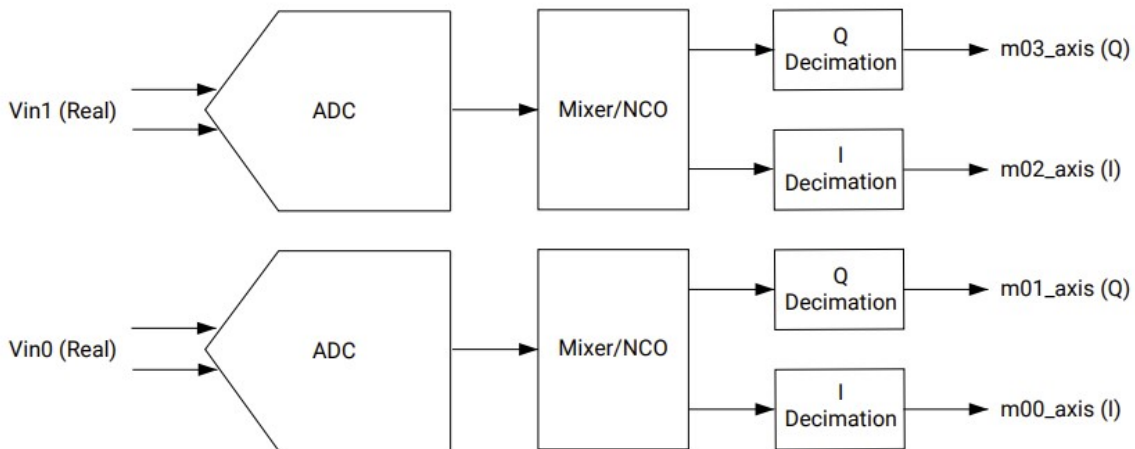 Vin1 (Real)
ADC
Mixer/NCO
Q
Decimation
m03_axis (Q)
I
Decimation
m02_axis (I)
Vin0 (Real)
ADC
Mixer/NCO
Q
Decimation
m01_axis (Q)
I
Decimation
m00_axis (I)